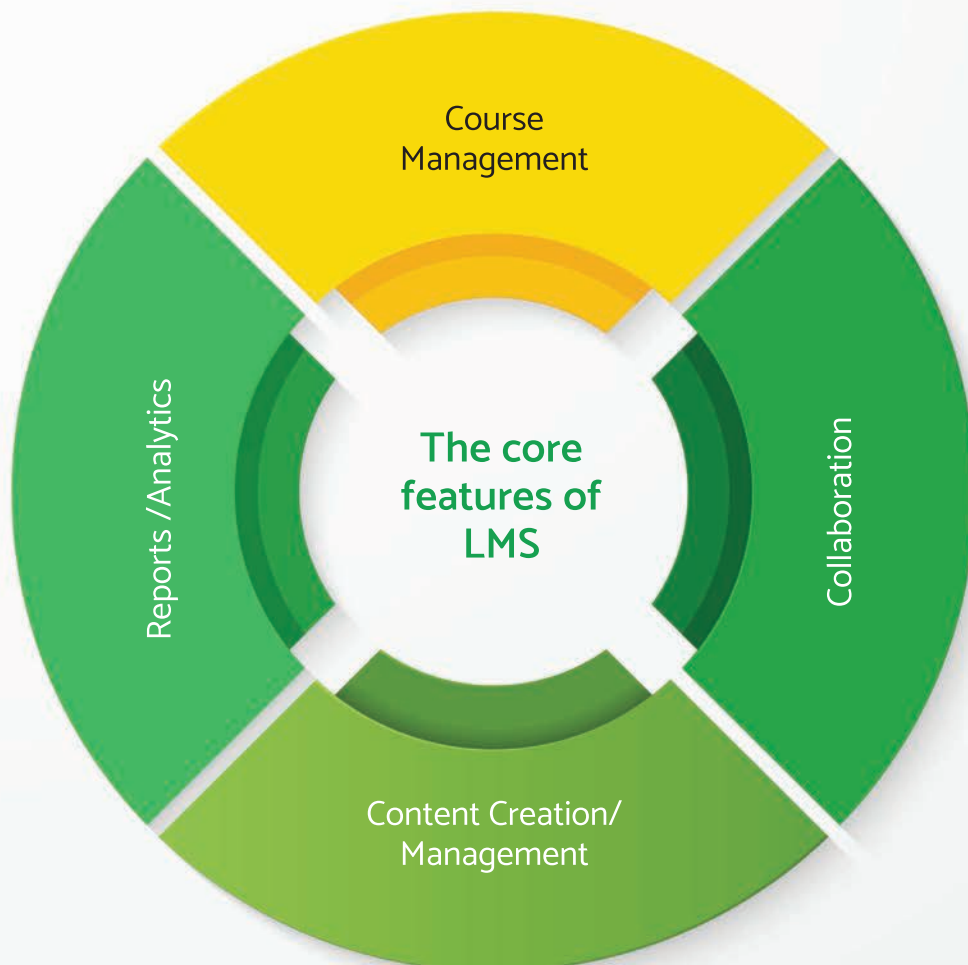 Course
Management
Reports /Analytics
The core
features of
LMS
Collaboration
Content Creation/
Management